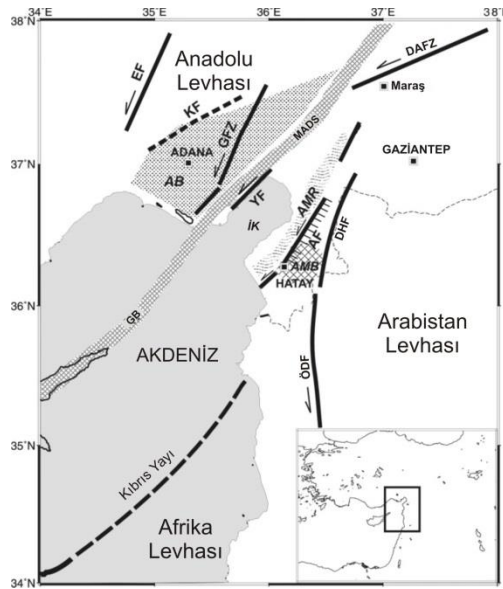 34˚E 35˚E 36˚E 37˚E 38˚E
38˚N
EF
Anadolu
Levhası
DAFZ
Maraş
KF
GFZ
MADS
ADANA
GAZİANTEP
37˚N
AB
YF
AMR
İK
AF
DHF
AMB
HATAY
36˚N
GB
AKDENİZ
Arabistan
Levhası
ÖDF
35˚N
Kıbrıs Yayı
Afrika
Levhası
34˚N